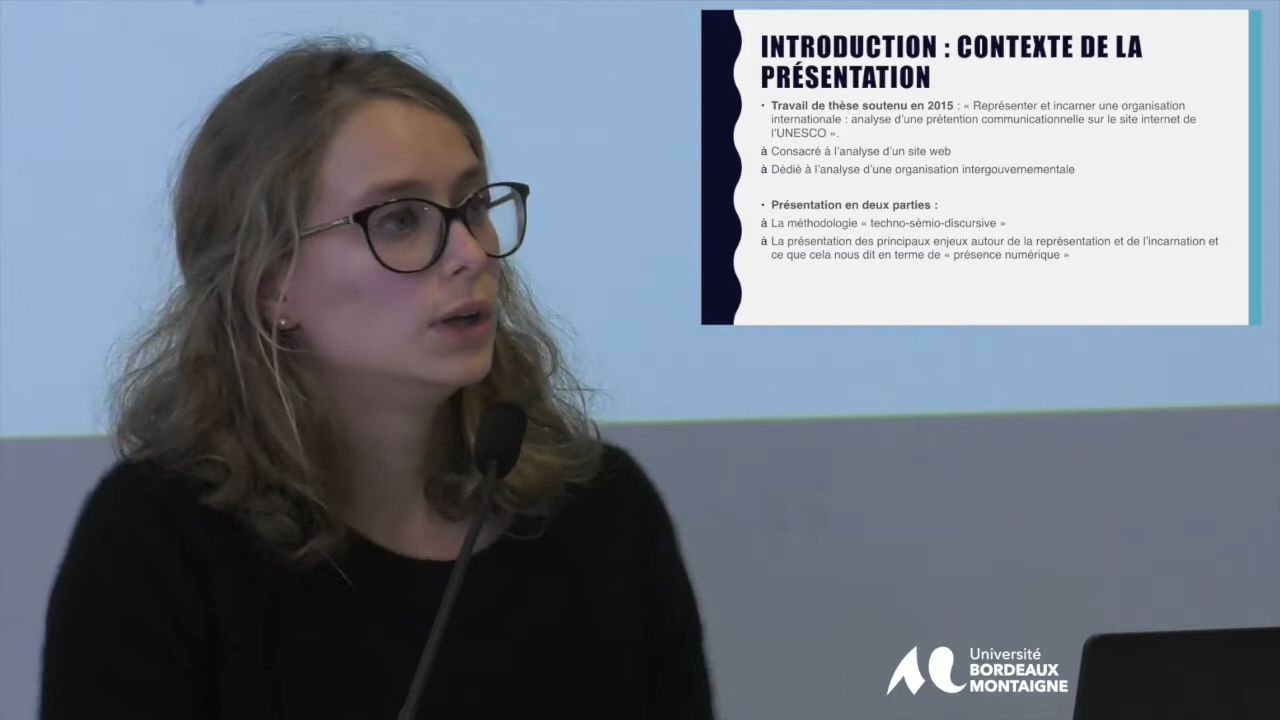 INTRODUCTION : CONTEXTE DE LA
PRÉSENTATION
• Travail de thèse soutenu en 2015 : « Représenter et incarner une organisation
internationale : analyse d'une prétention communicationnelle sur le site internet de
l'UNESCO ».
à Consacré à l'analyse d'un site web
à Dédié à l'analyse d'une organisation intergouvernementale
• Présentation en deux parties :
à La méthodologie « techno-sémio-discursive »
à La présentation des principaux enjeux autour de la représentation et de l'incarnation et
ce que cela nous dit en terme de « présence numérique »
Université
BORDEAUX
MONTAIGNE